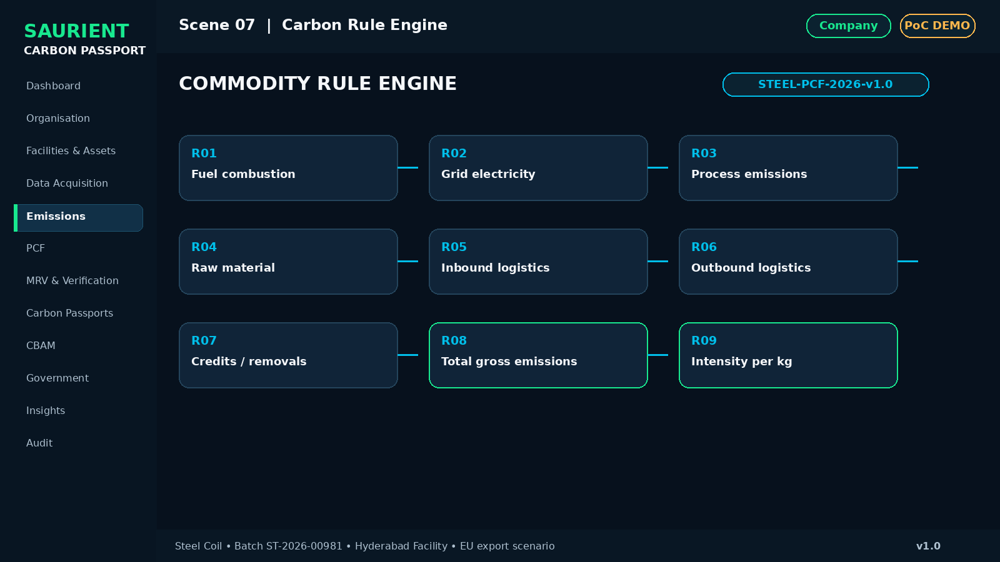 SAURIENT
CARBON PASSPORT
Dashboard
Organisation
Facilities & Assets
Data Acquisition
Emissions
PCF
MRV & Verification
Carbon Passports
CBAM
Government
Insights
Audit
Scene 07 | Carbon Rule Engine
Company
PoC DEMO
COMMODITY RULE ENGINE
STEEL-PCF-2026-v1.0
R01
Fuel combustion
R02
Grid electricity
R03
Process emissions
R04
Raw material
R05
Inbound logistics
R06
Outbound logistics
R07
Credits / removals
R08
Total gross emissions
R09
Intensity per kg
Steel Coil • Batch ST-2026-00981 • Hyderabad Facility • EU export scenario
v1.0